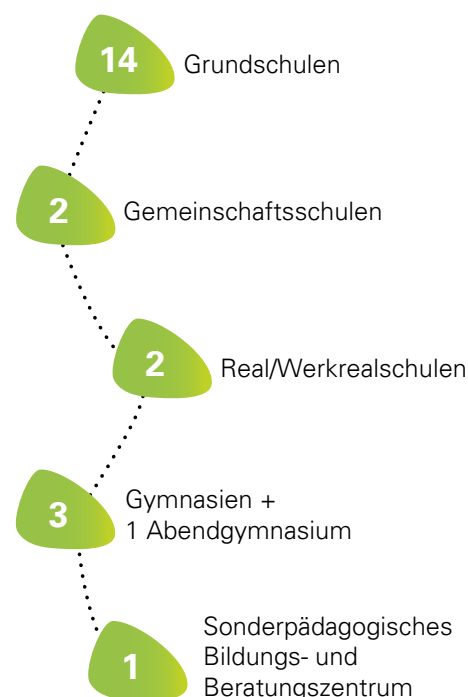 14 Grundschulen
2 Gemeinschaftsschulen
2 Real/Werkrealschulen
3 Gymnasien +
1 Abendgymnasium
1 Sonderpädagogisches
Bildungs- und
Beratungszentrum